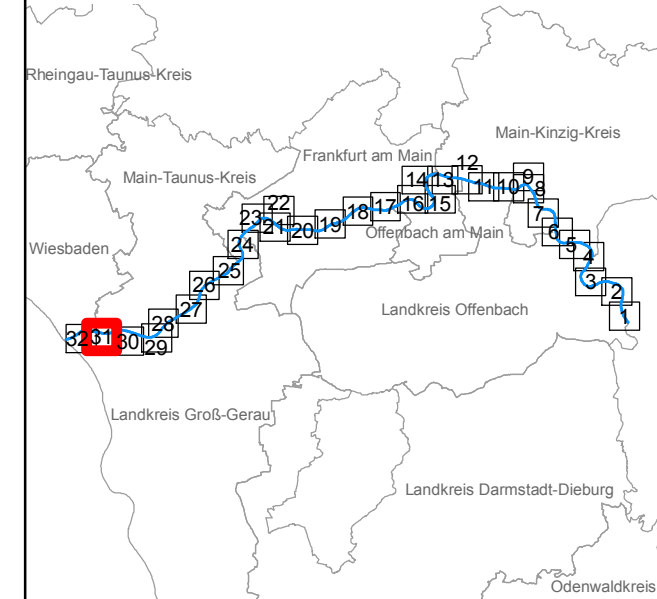 Rheingau-Taunus-Kreis
Main-Kinzig-Kreis
Frankfurt am Main
12
Main-Taunus-Kreis
14 13 11 10 9 8
22
23 21 20 19 18 17 16 15 7
Offenbach am Main 6
Wiesbaden 24 5
4
25
26 3 2
27 Landkreis Offenbach 1
28
32 31 30 29
Landkreis Groß-Gerau
Landkreis Darmstadt-Dieburg
Odenwaldkreis